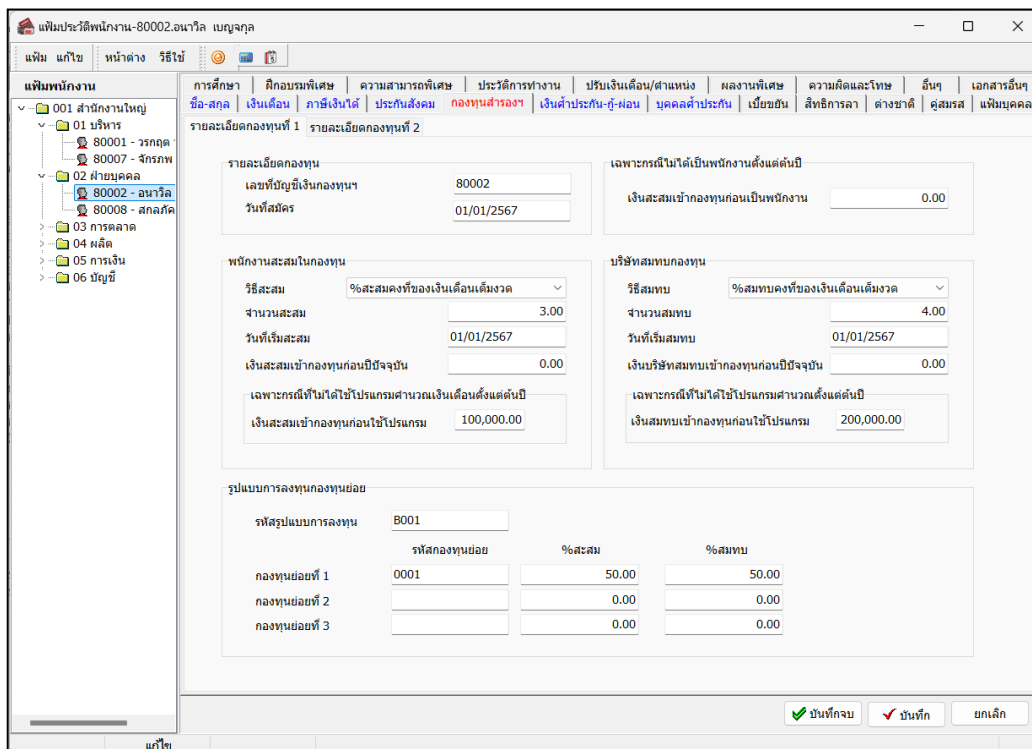 แฟ้มประวัติพนักงาน-80002.อนาวิล เบญจกุล
แฟ้ม แก้ไข หน้าต่าง วิธีใช้
แฟ้มพนักงาน
001 สำนักงานใหญ่
01 บริหาร
80001 - วรกฤต
80007 - จักรภพ
02 ฝ่ายบุคคล
80002 - อนาวิล
80008 - สกลภัค
03 การตลาด
04 ผลิต
05 การเงิน
06 บัญชี
การศึกษา ฝึกอบรมพิเศษ ความสามารถพิเศษ ประวัติการทำงาน ปรับเงินเดือน/ตำแหน่ง ผลงานพิเศษ ความผิดและโทษ อื่นๆ เอกสารอื่นๆ
ชื่อ-สกุล เงินเดือน ภาษีเงินได้ ประกันสังคม กองทุนสำรองฯ เงินค้ำประกัน-กู้-ผ่อน บุคคลค้ำประกัน เบี้ยขยัน สิทธิการลา ต่างชาติ คู่สมรส แฟ้มบุคคล
รายละเอียดกองทุนที่ 1 รายละเอียดกองทุนที่ 2
รายละเอียดกองทุน
เลขที่บัญชีเงินกองทุนฯ 80002
วันที่สมัคร 01/01/2567
เฉพาะกรณีไม่ได้เป็นพนักงานตั้งแต่ต้นปี
เงินสะสมเข้ากองทุนก่อนเป็นพนักงาน 0.00
พนักงานสะสมในกองทุน
วิธีสะสม %สะสมคงที่ของเงินเดือนเต็มงวด
จำนวนสะสม 3.00
วันที่เริ่มสะสม 01/01/2567
เงินสะสมเข้ากองทุนก่อนปีปัจจุบัน 0.00
เฉพาะกรณีที่ไม่ได้ใช้โปรแกรมคำนวณเงินเดือนตั้งแต่ต้นปี
เงินสะสมเข้ากองทุนก่อนใช้โปรแกรม 100,000.00
บริษัทสมทบกองทุน
วิธีสมทบ %สมทบคงที่ของเงินเดือนเต็มงวด
จำนวนสมทบ 4.00
วันที่เริ่มสมทบ 01/01/2567
เงินบริษัทสมทบเข้ากองทุนก่อนปีปัจจุบัน 0.00
เฉพาะกรณีที่ไม่ได้ใช้โปรแกรมคำนวณตั้งแต่ต้นปี
เงินสมทบเข้ากองทุนก่อนใช้โปรแกรม 200,000.00
รูปแบบการลงทุนกองทุนย่อย
รหัสรูปแบบการลงทุน B001
รหัสกองทุนย่อย %สะสม %สมทบ
กองทุนย่อยที่ 1 0001 50.00 50.00
กองทุนย่อยที่ 2 0.00 0.00
กองทุนย่อยที่ 3 0.00 0.00
บันทึกจบ บันทึก ยกเลิก
แก้ไข